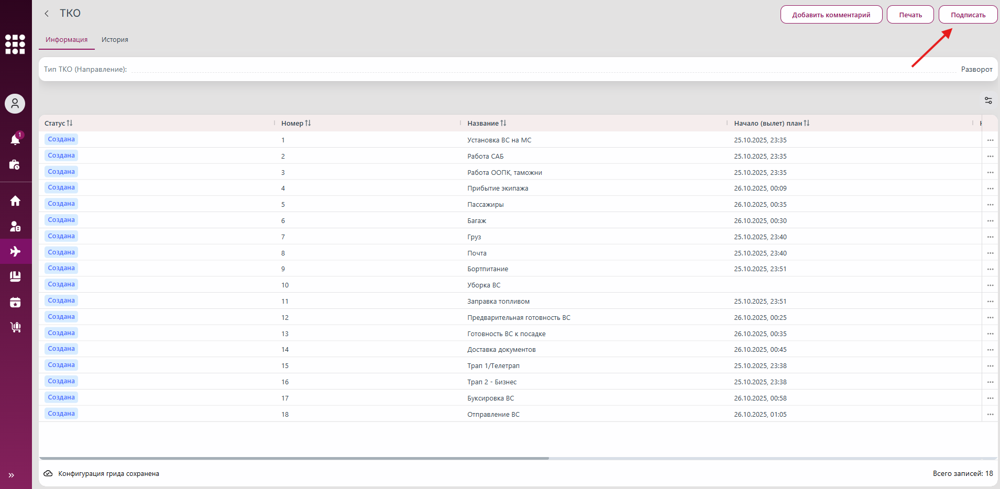 ТКО
Добавить комментарий Печать Подписать
Информация История
1
Тип ТКО (Направление): Разворот
Статус Номер Название Начало (вылет) план
Создана 1 Установка ВС на МС 25.10.2025, 23:35
Создана 2 Работа САБ 25.10.2025, 23:35
Создана 3 Работа ООПК, таможни 25.10.2025, 23:35
Создана 4 Прибытие экипажа 26.10.2025, 00:09
Создана 5 Пассажиры 26.10.2025, 00:35
Создана 6 Багаж 26.10.2025, 00:30
Создана 7 Груз 25.10.2025, 23:40
Создана 8 Почта 25.10.2025, 23:40
Создана 9 Бортпитание 25.10.2025, 23:51
Создана 10 Уборка ВС
Создана 11 Заправка топливом 25.10.2025, 23:51
Создана 12 Предварительная готовность ВС 26.10.2025, 00:25
Создана 13 Готовность ВС к посадке 26.10.2025, 00:35
Создана 14 Доставка документов 26.10.2025, 00:45
Создана 15 Трап 1/Телетрап 25.10.2025, 23:38
Создана 16 Трап 2 - Бизнес 25.10.2025, 23:38
Создана 17 Буксировка ВС 26.10.2025, 00:58
Создана 18 Отправление ВС 26.10.2025, 01:05
Конфигурация грида сохранена Всего записей: 18